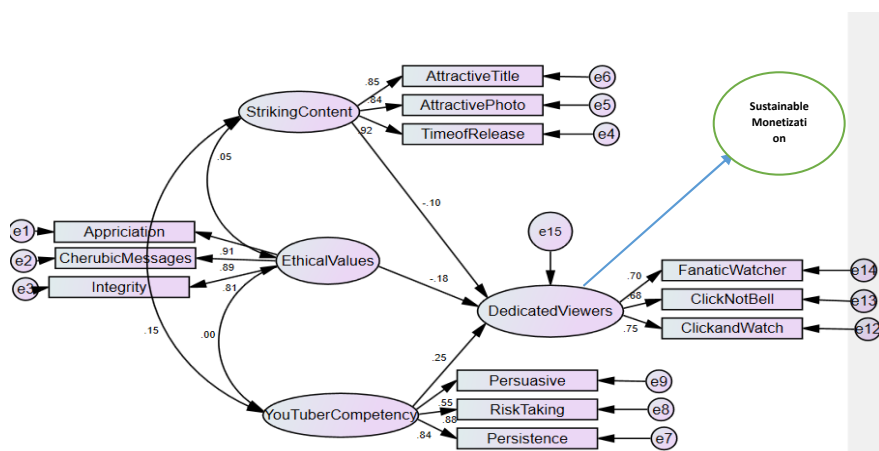 .85
AttractiveTitle
e6
Sustainable
Monetizati
on
StrikingContent
.84
AttractivePhoto
e5
.92
TimeofRelease
e4
.05
-.10
e1
Appriciation
e15
.91
e2
CherubicMessages
EthicalValues
.89
.70
FanaticWatcher
e14
e3
Integrity
.81
-.18
.68
ClickNotBell
e13
DedicatedViewers
.75
ClickandWatch
e12
.15
.00
.25
Persuasive
e9
.55
YouTuberCompetency
RiskTaking
e8
.88
.84
Persistence
e7